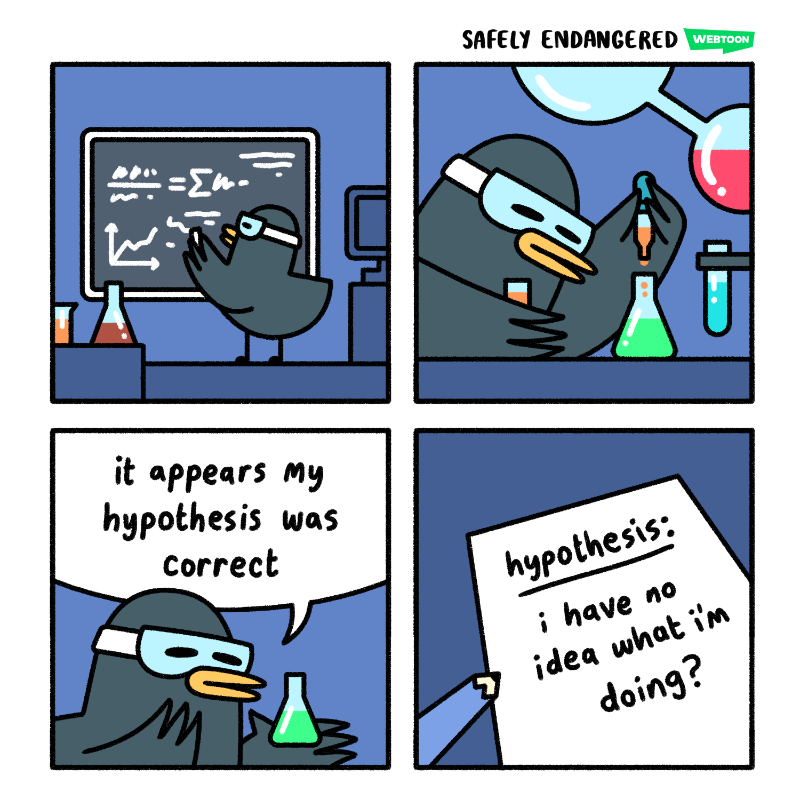 SAFELY ENDANGERED WEBTOON
it appears my
hypothesis was
correct
hypothesis:
i have no
idea what i'm
doing?